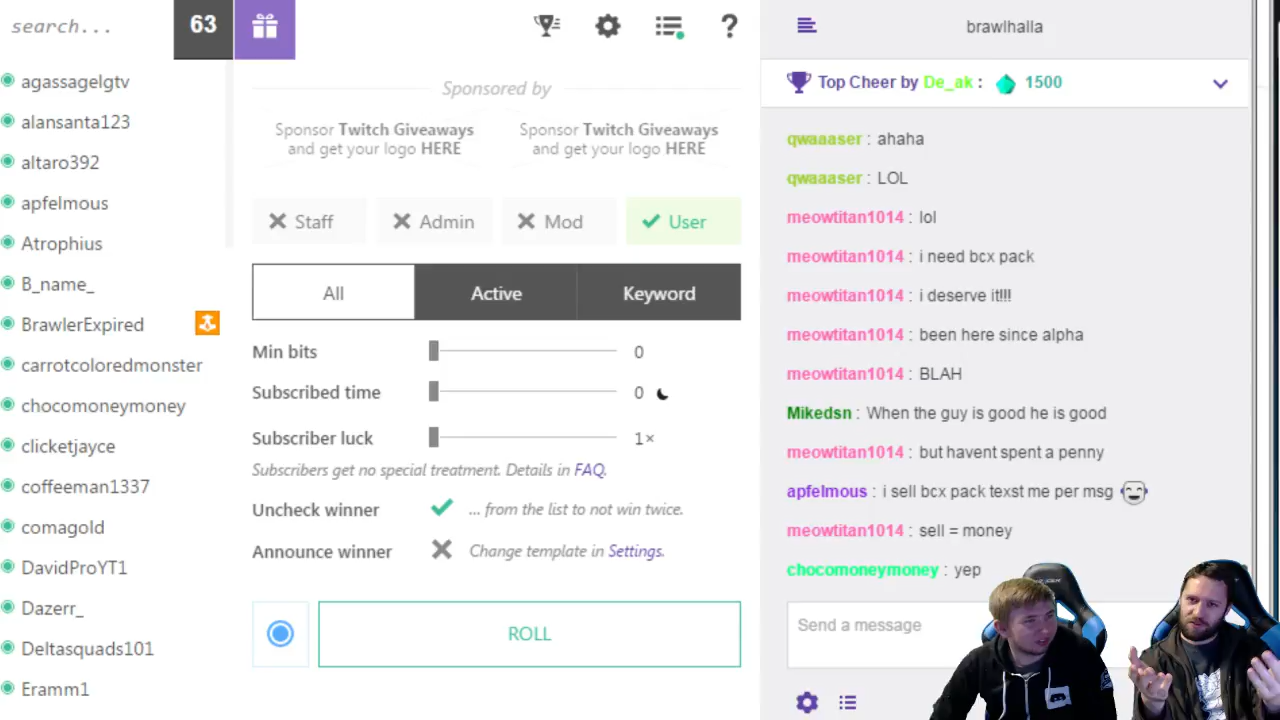 search...
63
agassagelgtv
alansanta123
altaro392
apfelmous
Atrophius
B_name_
BrawlerExpired
carrotcoloredmonster
chocomoneymoney
clicketjayce
coffeeman1337
comagold
DavidProYT1
Dazerr_
Deltasquads101
Eramm1
Sponsored by
Sponsor Twitch Giveaways
and get your logo HERE
Sponsor Twitch Giveaways
and get your logo HERE
Staff
Admin
Mod
User
All
Active
Keyword
Min bits 0
Subscribed time 0
Subscriber luck 1×
Subscribers get no special treatment. Details in FAQ.
Uncheck winner ... from the list to not win twice.
Announce winner Change template in Settings.
ROLL
brawlhalla
Top Cheer by De_ak : 1500
qwaaaser : ahaha
qwaaaser : LOL
meowtitan1014 : lol
meowtitan1014 : i need bcx pack
meowtitan1014 : i deserve it!!!
meowtitan1014 : been here since alpha
meowtitan1014 : BLAH
Mikedsn : When the guy is good he is good
meowtitan1014 : but havent spent a penny
apfelmous : i sell bcx pack texst me per msg
meowtitan1014 : sell = money
chocomoneymoney : yep
Send a message